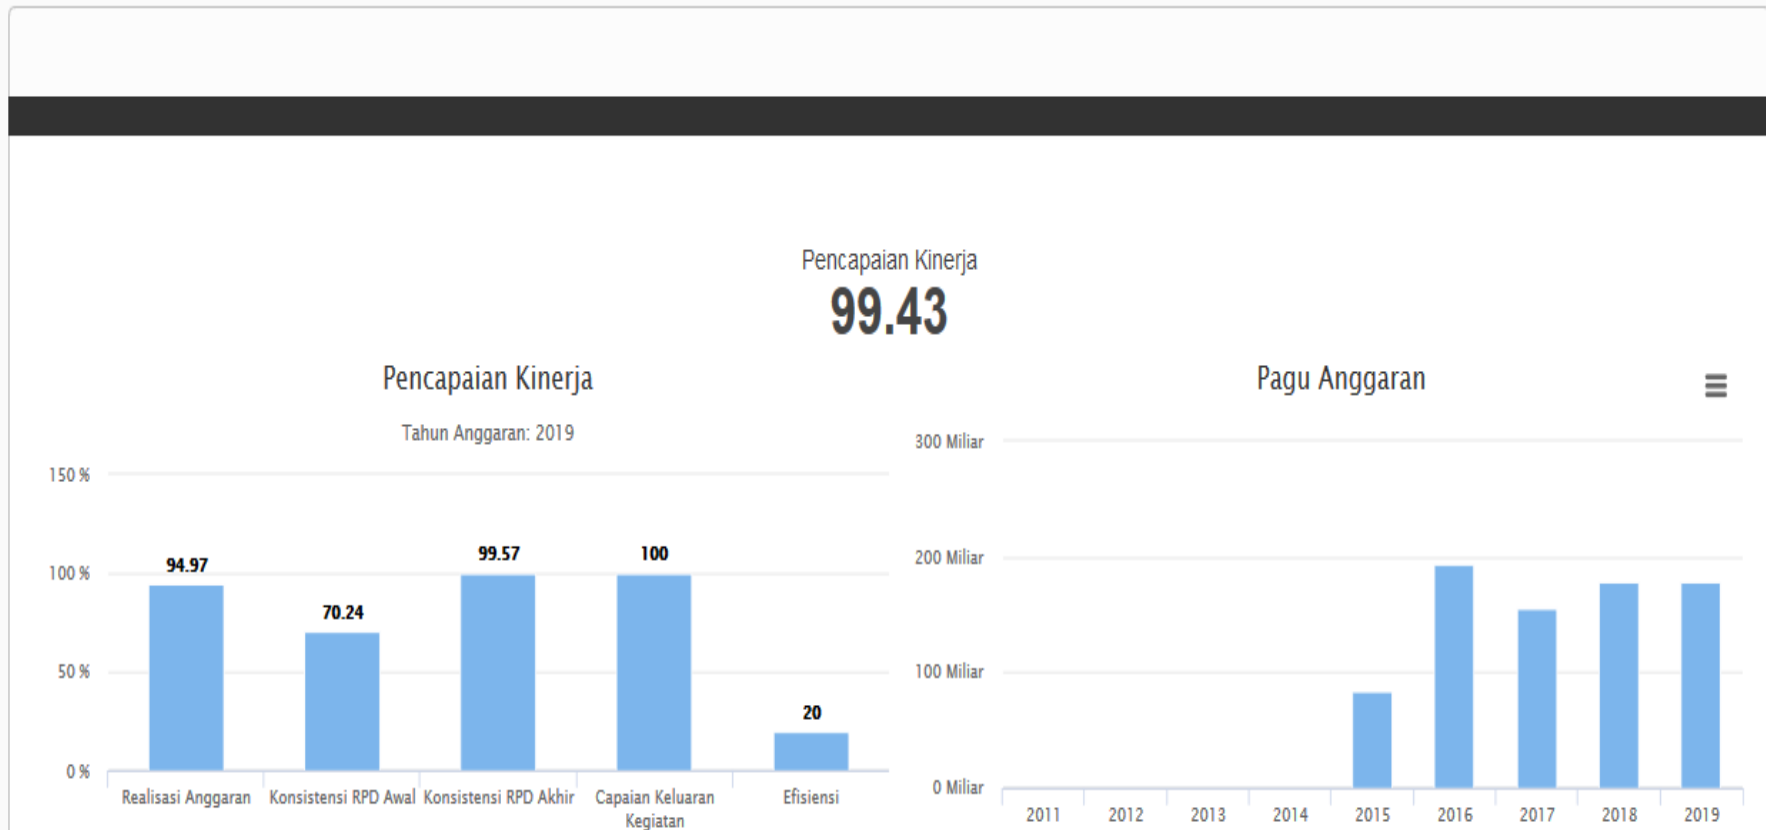 Pencapaian Kinerja
99.43
Pencapaian Kinerja
Tahun Anggaran: 2019
150 %
100 %
50 %
0 %
94.97
70.24
99.57
100
20
Realisasi Anggaran
Konsistensi RPD Awal
Konsistensi RPD Akhir
Capaian Keluaran
Kegiatan
Efisiensi
Pagu Anggaran
300 Miliar
200 Miliar
100 Miliar
0 Miliar
2011
2012
2013
2014
2015
2016
2017
2018
2019